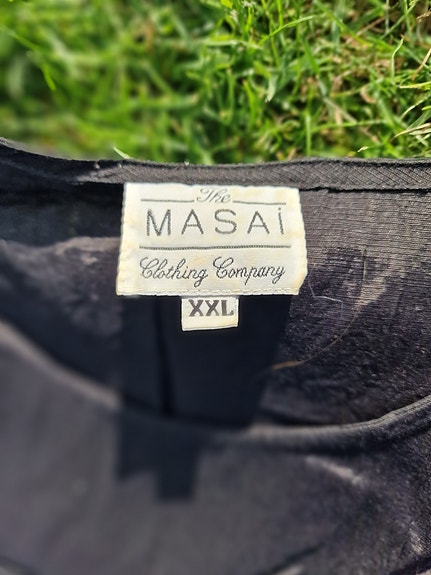 The
MASAi
Clothing Company
XXL